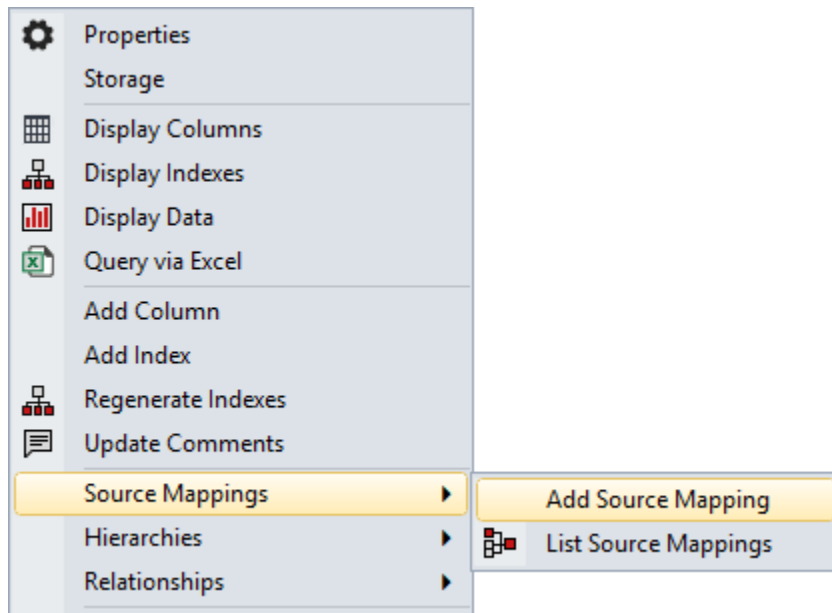 Properties
Storage
Display Columns
Display Indexes
Display Data
Query via Excel
Add Column
Add Index
Regenerate Indexes
Update Comments
Source Mappings
Add Source Mapping
Hierarchies
List Source Mappings
Relationships